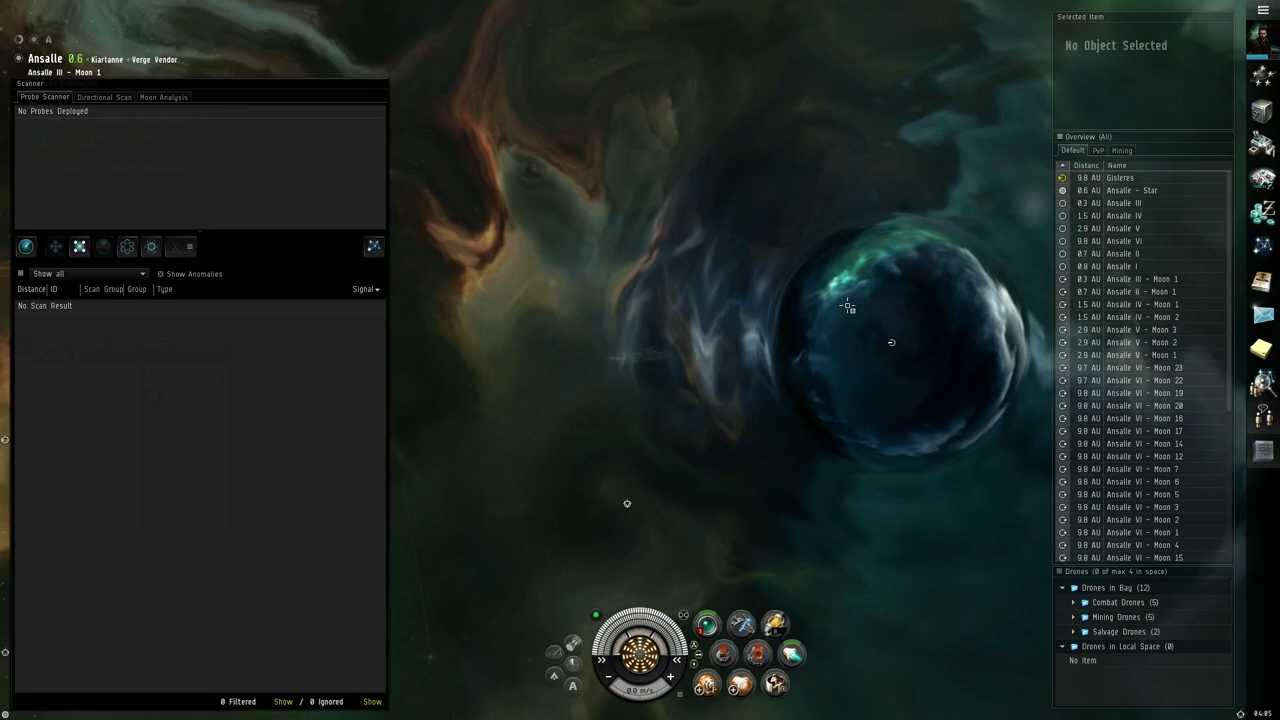 Ansalle 0.6 < Kiartanne < Verge Vendor
Ansalle III - Moon 1
Scanner
Probe Scanner
Directional Scan
Moon Analysis
No Probes Deployed
Show all
Show Anomalies
Distance
ID
Scan Group
Group
Type
Signal
No Scan Result
0 Filtered
Show
/ 0 Ignored
Show
0.0 m/s
Selected Item
No Object Selected
Overview (All)
Default
PvP
Mining
Distanc
Name
9.8 AU Gisleres
0.6 AU Ansalle - Star
0.3 AU Ansalle III
1.5 AU Ansalle IV
2.9 AU Ansalle V
9.8 AU Ansalle VI
0.7 AU Ansalle II
0.8 AU Ansalle I
0.3 AU Ansalle III - Moon 1
0.7 AU Ansalle II - Moon 1
1.5 AU Ansalle IV - Moon 1
1.5 AU Ansalle IV - Moon 2
2.9 AU Ansalle V - Moon 3
2.9 AU Ansalle V - Moon 2
2.9 AU Ansalle V - Moon 1
9.7 AU Ansalle VI - Moon 23
9.7 AU Ansalle VI - Moon 22
9.8 AU Ansalle VI - Moon 19
9.8 AU Ansalle VI - Moon 20
9.8 AU Ansalle VI - Moon 16
9.8 AU Ansalle VI - Moon 17
9.8 AU Ansalle VI - Moon 14
9.8 AU Ansalle VI - Moon 12
9.8 AU Ansalle VI - Moon 7
9.8 AU Ansalle VI - Moon 6
9.8 AU Ansalle VI - Moon 5
9.8 AU Ansalle VI - Moon 3
9.8 AU Ansalle VI - Moon 2
9.8 AU Ansalle VI - Moon 1
9.8 AU Ansalle VI - Moon 4
9.8 AU Ansalle VI - Moon 15
Drones (0 of max 4 in space)
Drones in Bay (12)
Combat Drones (5)
Mining Drones (5)
Salvage Drones (2)
Drones in Local Space (0)
No Item
04:05